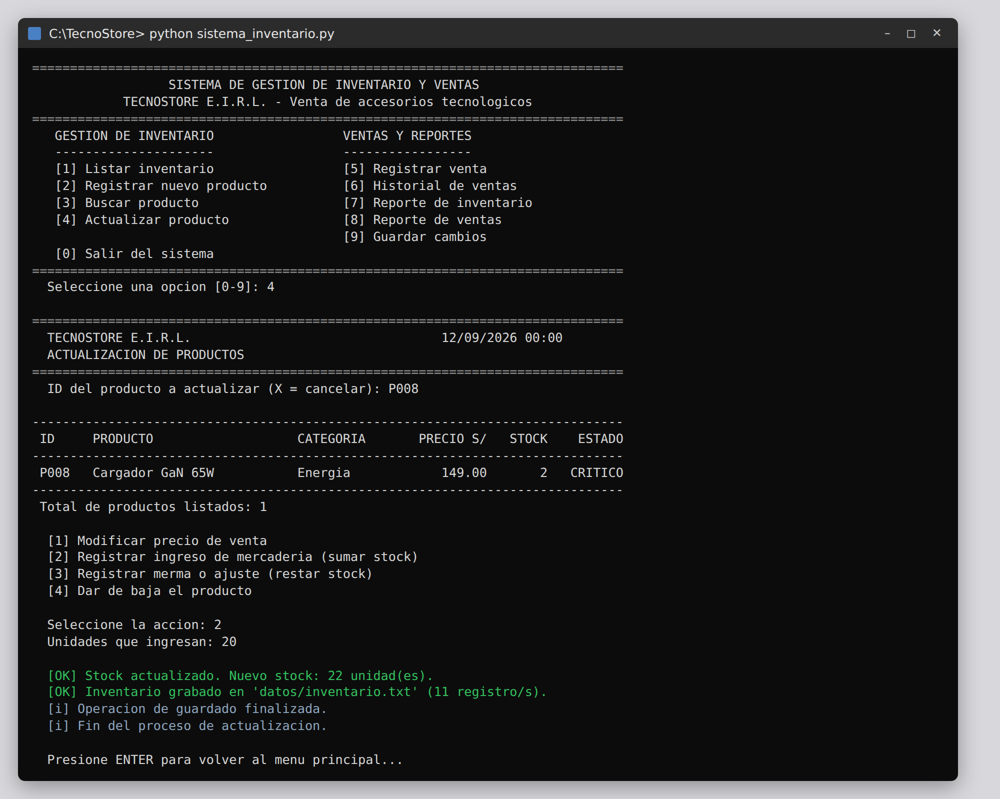 C:\TecnoStore> python sistema_inventario.py
==============================================================================
SISTEMA DE GESTION DE INVENTARIO Y VENTAS
TECNOSTORE E.I.R.L. - Venta de accesorios tecnologicos
==============================================================================
GESTION DE INVENTARIO                 VENTAS Y REPORTES
---------------------                 -----------------
[1] Listar inventario                 [5] Registrar venta
[2] Registrar nuevo producto          [6] Historial de ventas
[3] Buscar producto                   [7] Reporte de inventario
[4] Actualizar producto               [8] Reporte de ventas
[9] Guardar cambios
[0] Salir del sistema
==============================================================================
Seleccione una opcion [0-9]: 4
==============================================================================
TECNOSTORE E.I.R.L.                                 12/09/2026 00:00
ACTUALIZACION DE PRODUCTOS
==============================================================================
ID del producto a actualizar (X = cancelar): P008
------------------------------------------------------------------------------
ID     PRODUCTO                   CATEGORIA       PRECIO S/   STOCK    ESTADO
------------------------------------------------------------------------------
P008   Cargador GaN 65W           Energia            149.00       2   CRITICO
------------------------------------------------------------------------------
Total de productos listados: 1
[1] Modificar precio de venta
[2] Registrar ingreso de mercaderia (sumar stock)
[3] Registrar merma o ajuste (restar stock)
[4] Dar de baja el producto
Seleccione la accion: 2
Unidades que ingresan: 20
[OK] Stock actualizado. Nuevo stock: 22 unidad(es).
[OK] Inventario grabado en 'datos/inventario.txt' (11 registro/s).
[i] Operacion de guardado finalizada.
[i] Fin del proceso de actualizacion.
Presione ENTER para volver al menu principal...